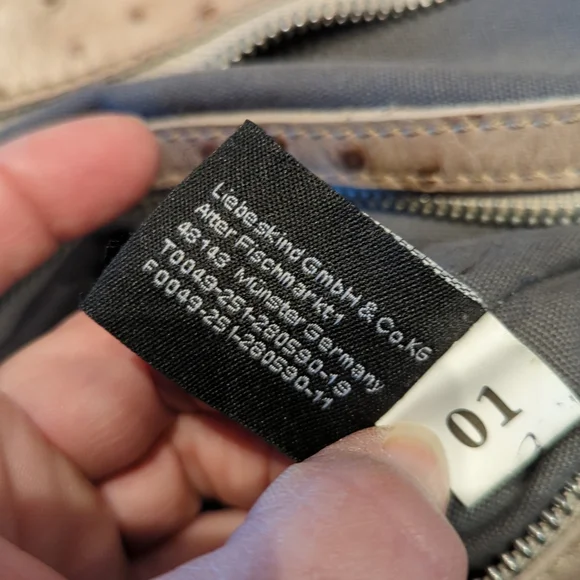 Liebeskind GmbH & Co.KG
Alter Fischmarkt 1
48143 Münster Germany
T0049-251-280590-19
F0049-251-280590-11
01